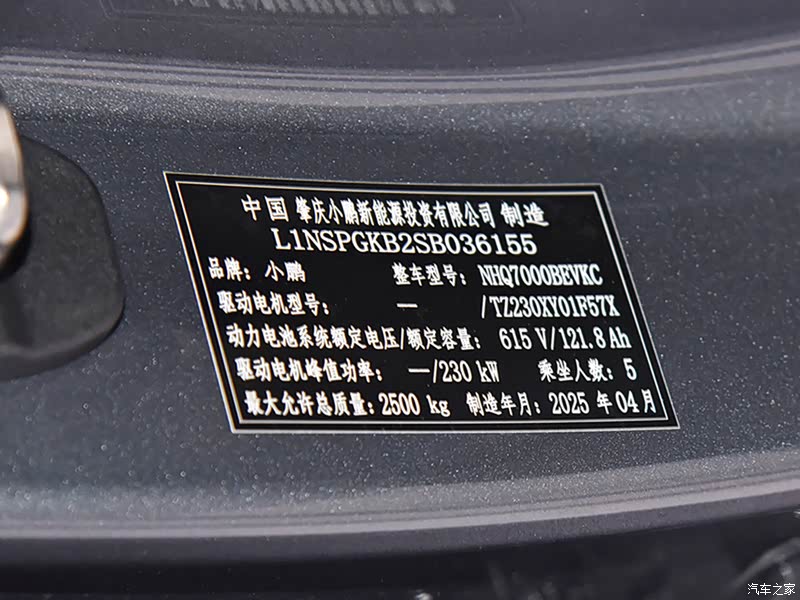 中国 肇庆小鹏新能源投资有限公司 制造
L1NSPGKB2SB036155
品牌：小鹏 整车型号：NHQ7000BEVKC
驱动电机型号： — /TZ230XY01F57X
动力电池系统额定电压/额定容量： 615 V/121.8Ah
驱动电机峰值功率： —/230 kW 乘坐人数：5
最大允许总质量：2500 kg 制造年月：2025 年 04月
汽车之家